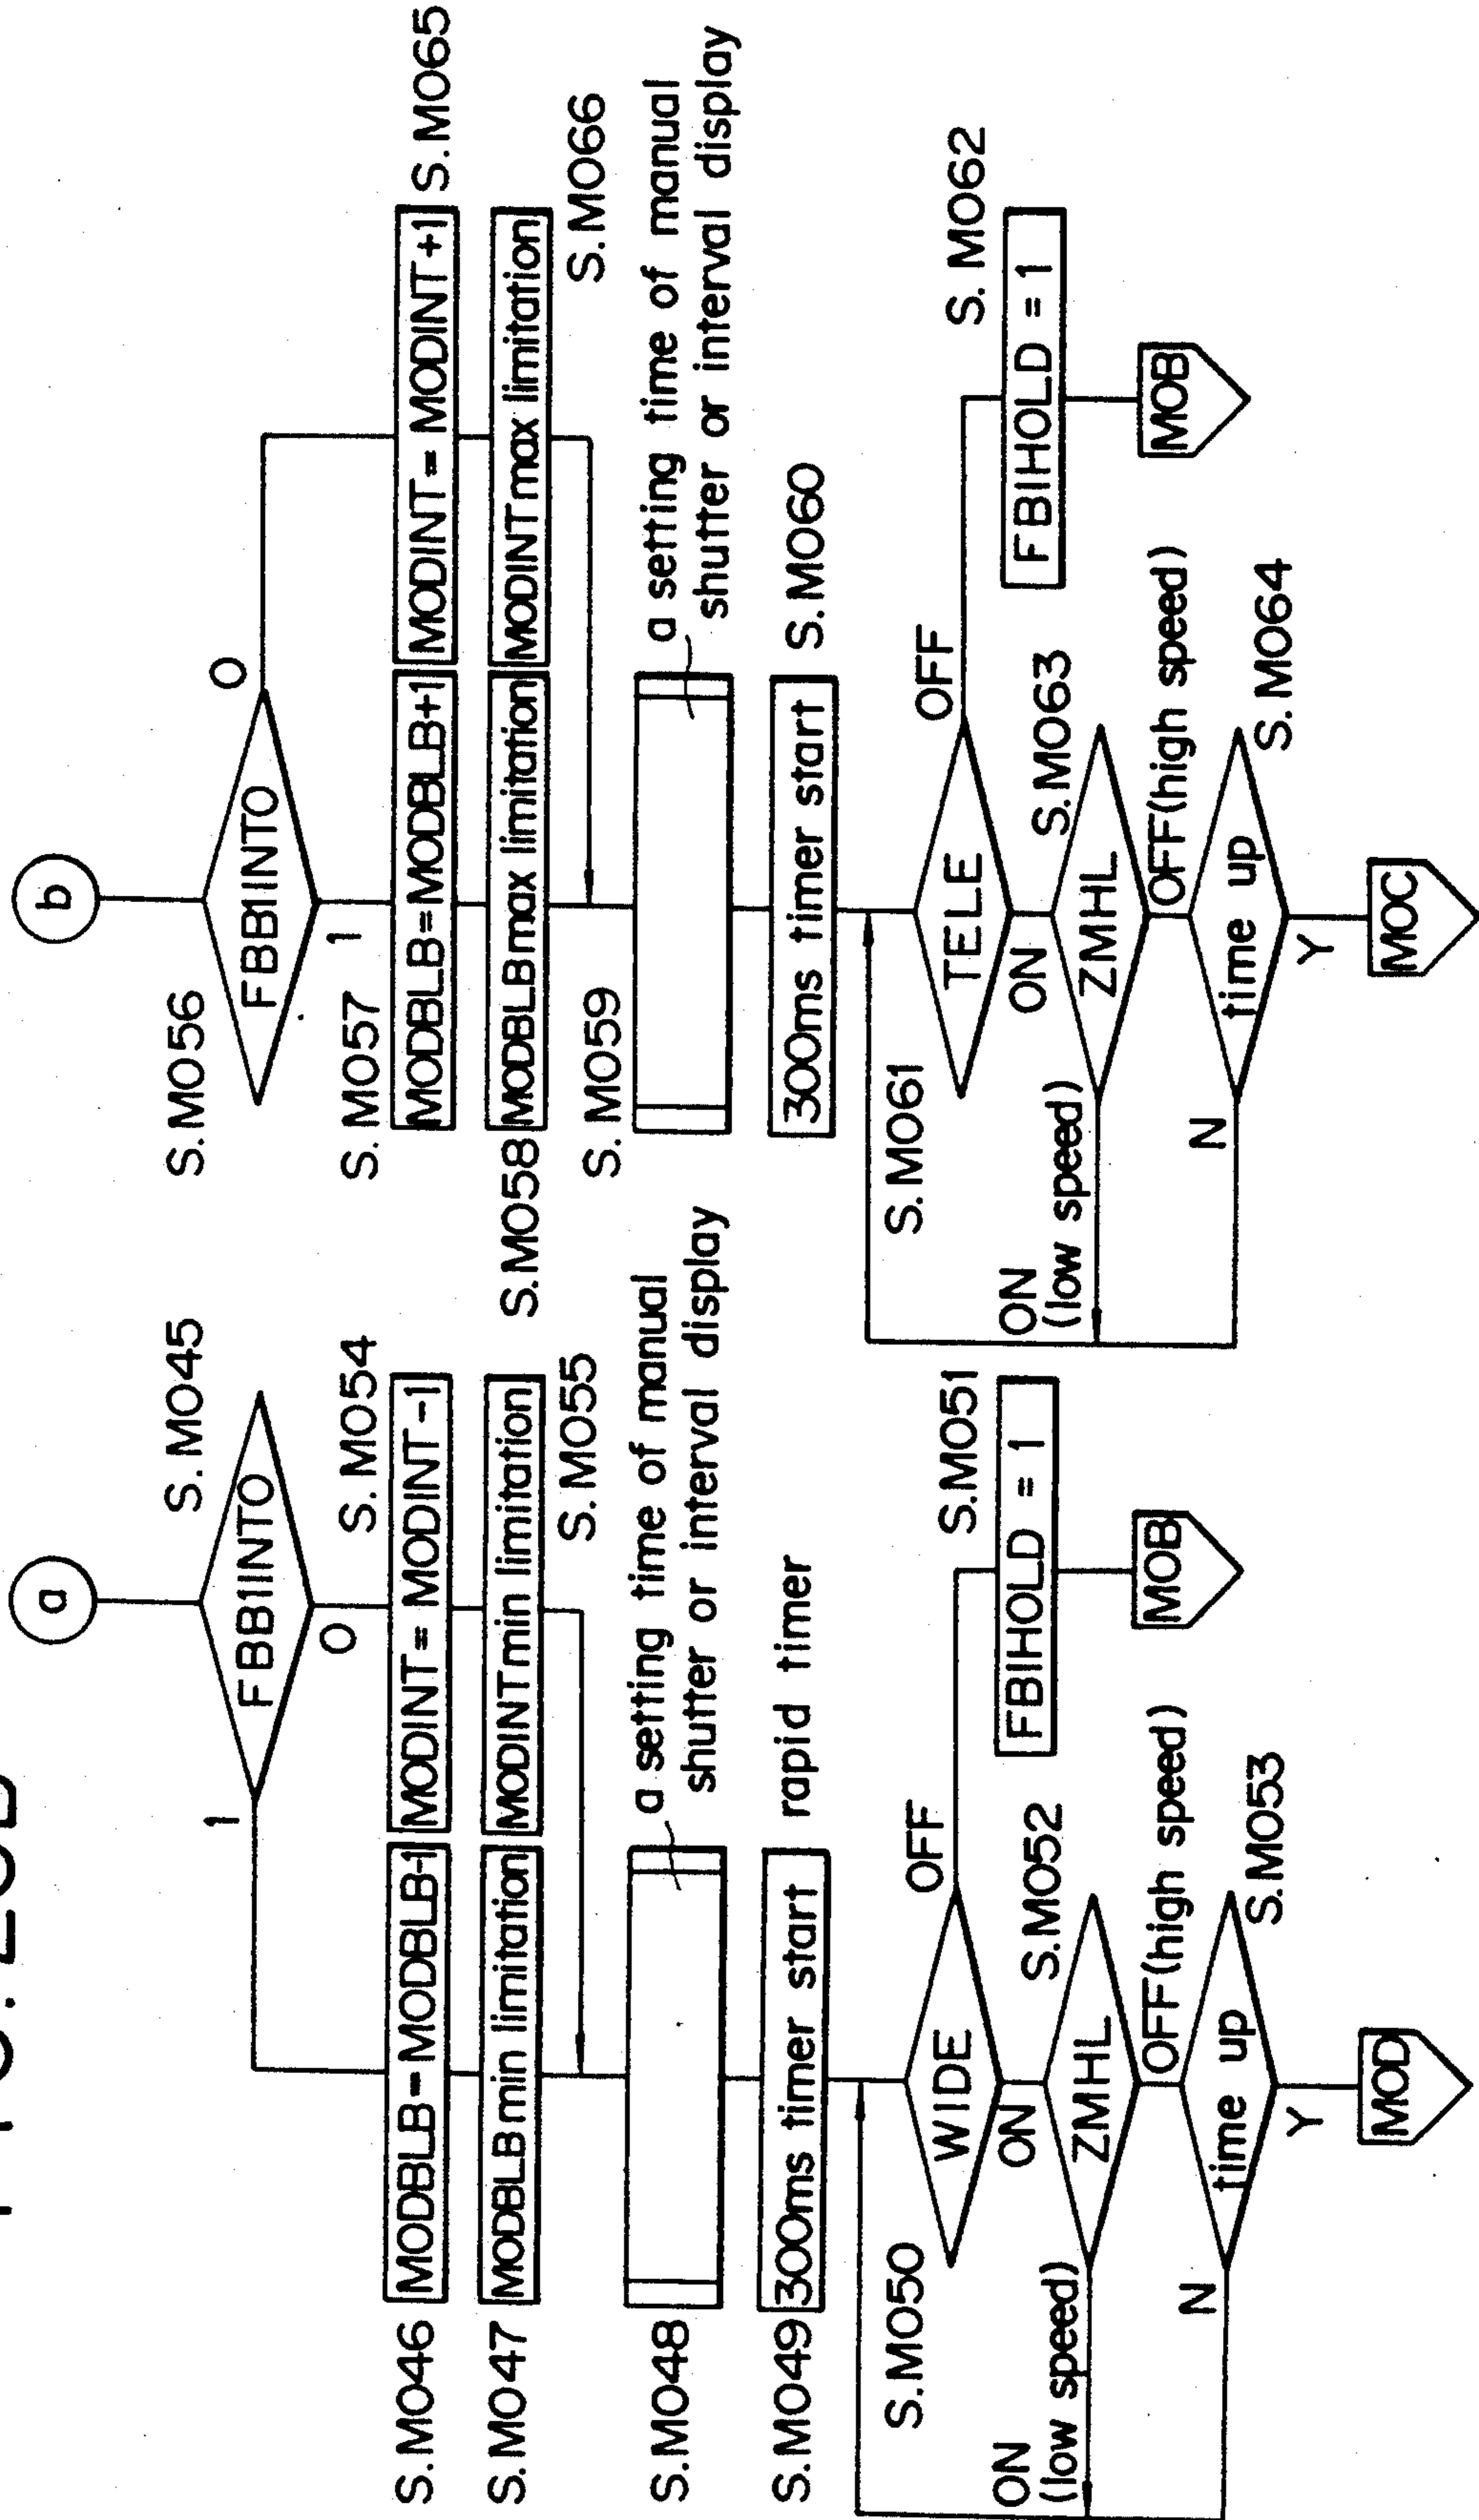 a
S.M045
FBB1INTO
1
0
S.M054
S.M046
MODBLB=MODBLB-1
MODINT=MODINT-1
S.M047
MODBLB min limitation
MODINT min limitation
S.M055
S.M048
a setting time of manual
shutter or interval display
S.M049
300ms timer start
rapid timer
S.M050
WIDE
OFF
S.M051
FBIHOLD = 1
MOB
ON
S.M052
ON
(low speed)
ZMHL
OFF(high speed)
S.M053
N
time up
Y
MOD
b
S.M056
FBB1INTO
0
1
S.M057
MODBLB=MODBLB+1
MODINT=MODINT+1
S.M065
S.M058
MODBLB max limitation
MODINT max limitation
S.M066
S.M059
a setting time of manual
shutter or interval display
300ms timer start
S.M060
S.M061
TELE
OFF
S.M062
FBIHOLD = 1
MOB
ON
S.M063
ON
(low speed)
ZMHL
OFF(high speed)
S.M064
N
time up
Y
MOC